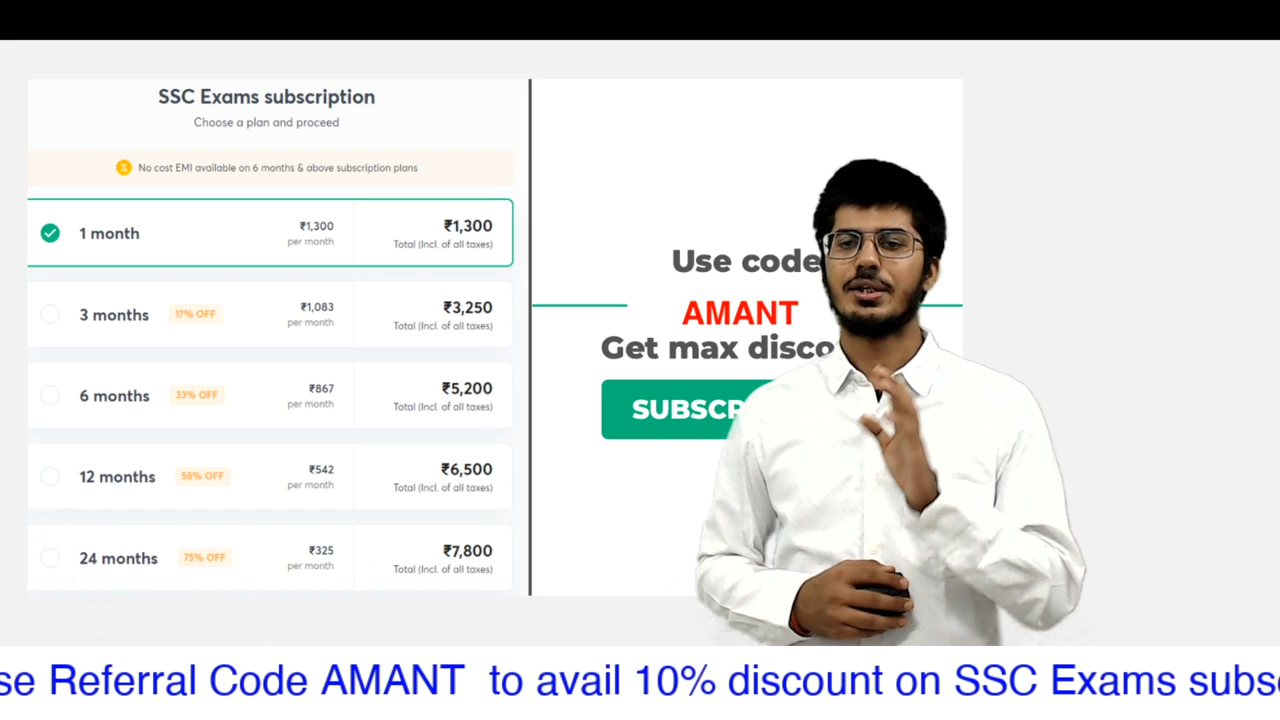 SSC Exams subscription
Choose a plan and proceed
No cost EMI available on 6 months & above subscription plans
1 month ₹1,300 ₹1,300
per month Total (Incl. of all taxes)
3 months 17% OFF ₹1,083 ₹3,250
per month Total (Incl. of all taxes)
6 months 33% OFF ₹867 ₹5,200
per month Total (Incl. of all taxes)
12 months 58% OFF ₹542 ₹6,500
per month Total (Incl. of all taxes)
24 months 75% OFF ₹325 ₹7,800
per month Total (Incl. of all taxes)
Use code
AMANT
Get max
Referral Code AMANT to avail 10% discount on SSC Exams